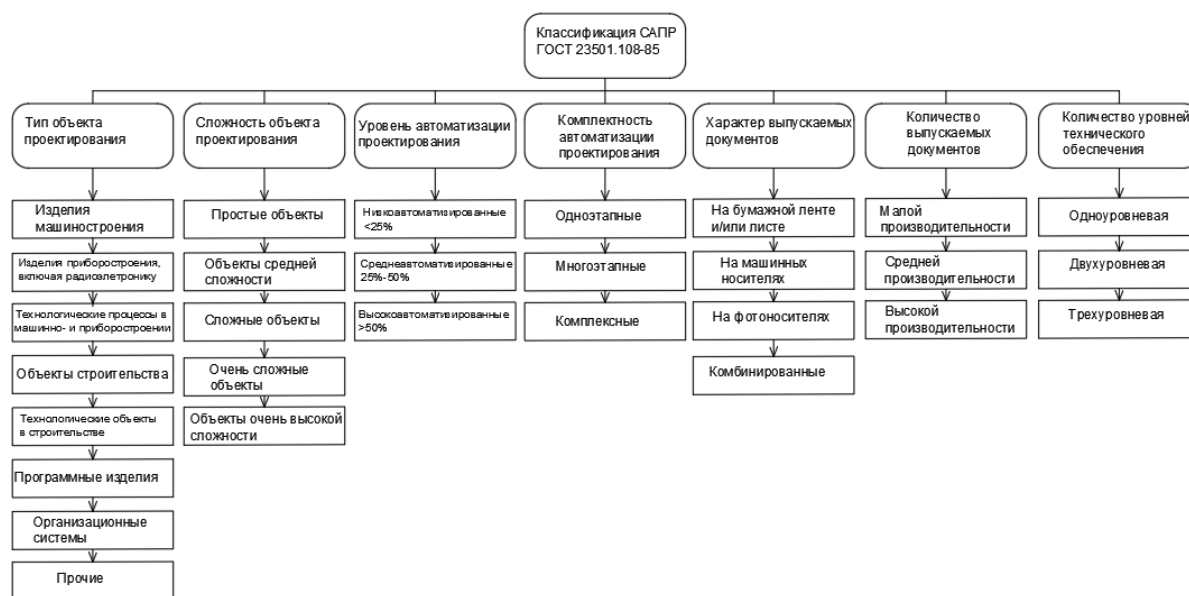 Классификация САПР
ГОСТ 23501.108-85
Тип объекта
проектирования
Изделия
машиностроения
Изделия приборостроения,
включая радиоэлетронику
Технологические процессы в
машинно- и приборостроении
Объекты строительства
Технологические объекты
в строительстве
Программные изделия
Организационные
системы
Прочие
Сложность объекта
проектирования
Простые объекты
Объекты средней
сложности
Сложные объекты
Очень сложные
объекты
Объекты очень высокой
сложности
Уровень автоматизации
проектирования
Низкоавтоматизированные
<25%
Среднеавтомативированные
25%-50%
Высокоавтомативированные
>50%
Комплектность
автоматизации
проектирования
Одноэтапные
Многоэтапные
Комплексные
Характер выпускаемых
документов
На бумажной ленте
и/или листе
На машинных
носителях
На фотоносителях
Комбинированные
Количество
выпускаемых
документов
Малой
производительности
Средней
производительности
Высокой
производительности
Количество уровней
технического
обеспечения
Одноуровневая
Двухуровневая
Трехуровневая